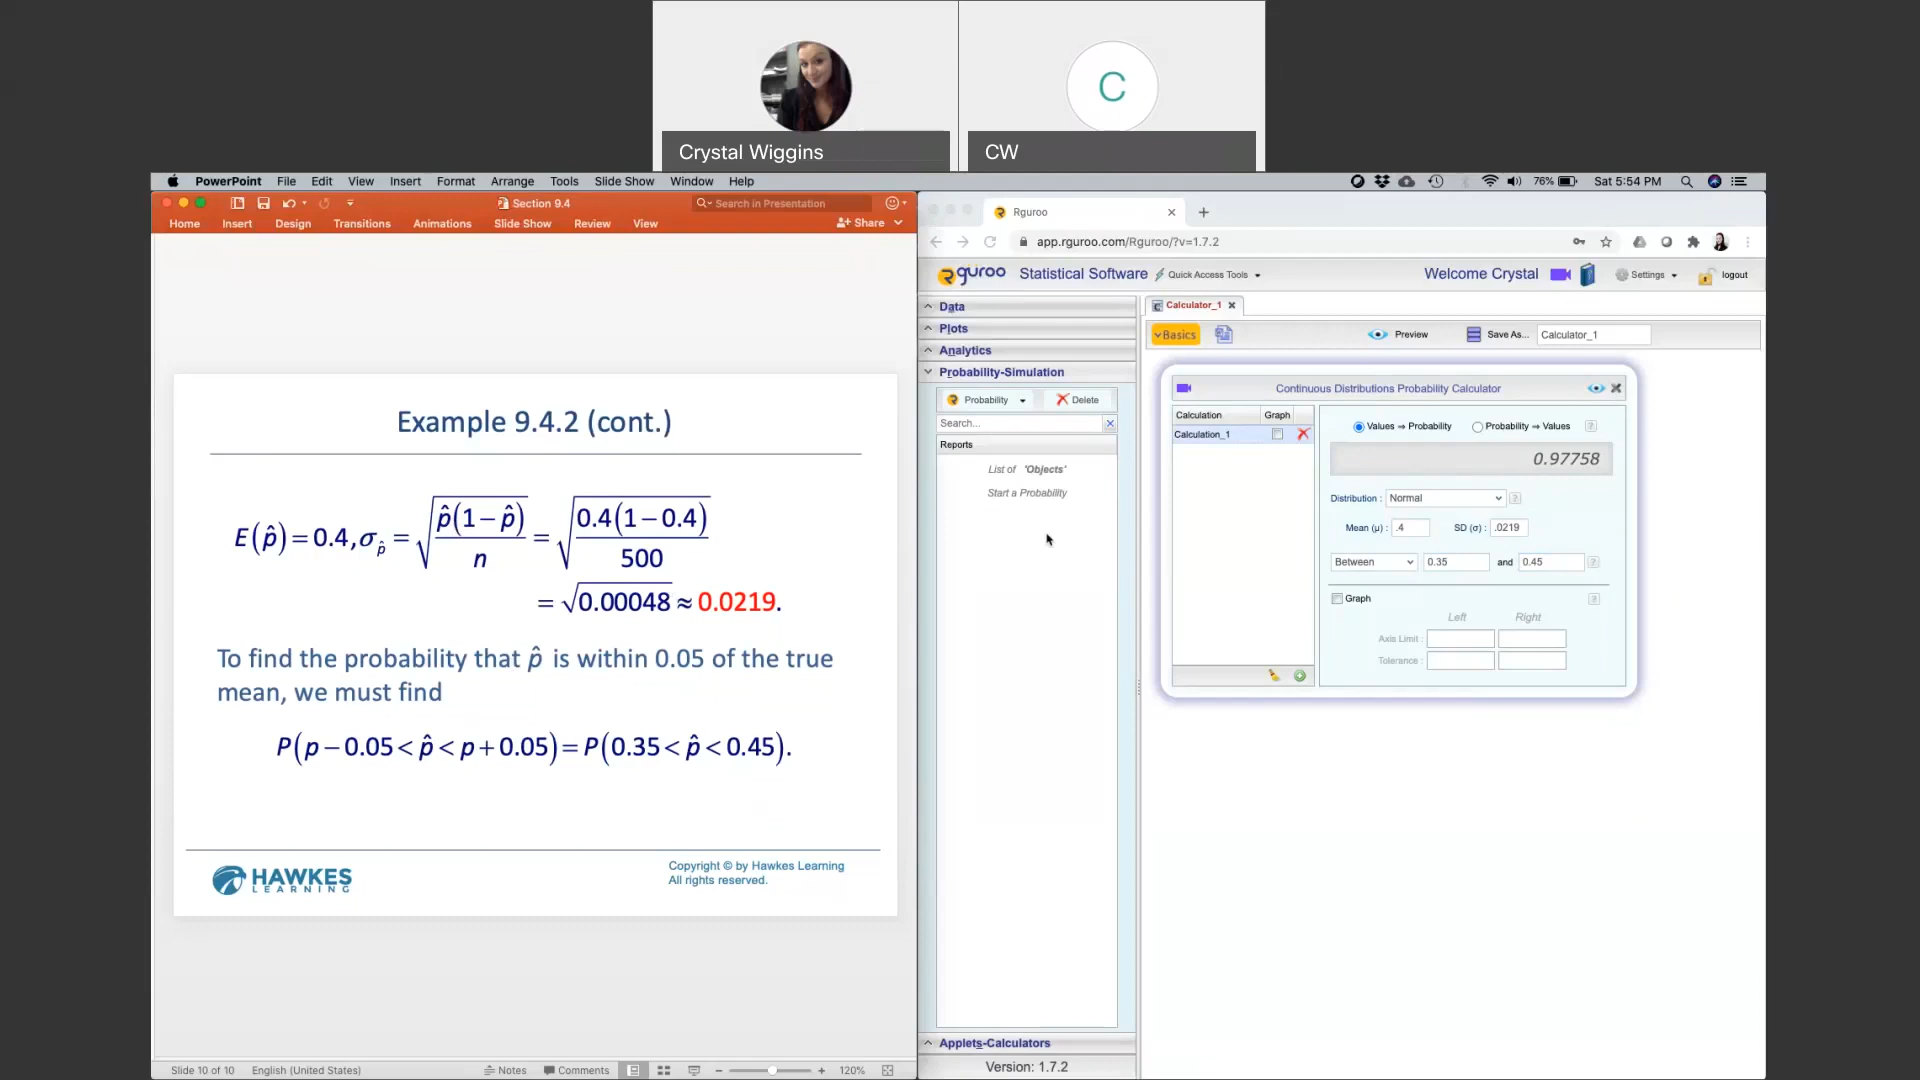 C
Crystal Wiggins
CW
PowerPoint File Edit View Insert Format Arrange Tools Slide Show Window Help
76% Sat 5:54 PM
Section 9.4
Search in Presentation
Home Insert Design Transitions Animations Slide Show Review View
Share
Example 9.4.2 (cont.)
E(p̂) = 0.4, σp̂ = √(p̂(1 − p̂)/n) = √(0.4(1 − 0.4)/500)
= √0.00048 ≈ 0.0219.
To find the probability that p̂ is within 0.05 of the true
mean, we must find
P(p − 0.05 < p̂ < p + 0.05) = P(0.35 < p̂ < 0.45).
HAWKES
LEARNING
Copyright © by Hawkes Learning
All rights reserved.
Slide 10 of 10 English (United States)
Notes Comments
120%
Rguroo
app.rguroo.com/Rguroo/?v=1.7.2
Rguroo Statistical Software Quick Access Tools
Welcome Crystal Settings logout
Data
Plots
Analytics
Probability-Simulation
Probability Delete
Search...
Reports
List of 'Objects'
Start a Probability
Applets-Calculators
Version: 1.7.2
Calculator_1
Basics Preview Save As... Calculator_1
Continuous Distributions Probability Calculator
Calculation Graph
Calculation_1
Values ⇒ Probability Probability ⇒ Values ?
0.97758
Distribution : Normal ?
Mean (μ) : .4 SD (σ) : .0219
Between 0.35 and 0.45 ?
Graph ?
Left Right
Axis Limit :
Tolerance :